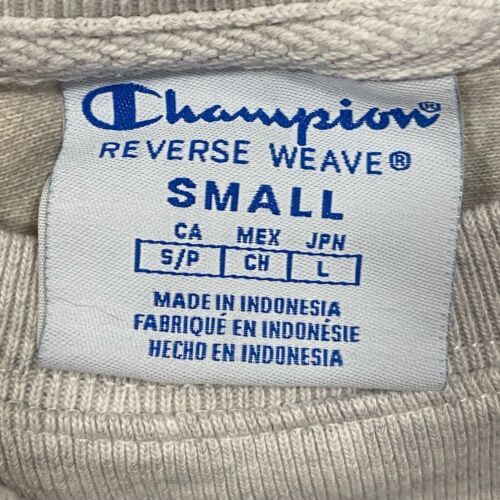 Champion®
REVERSE WEAVE®
SMALL
CA MEX JPN
S/P CH L
MADE IN INDONESIA
FABRIQUÉ EN INDONÉSIE
HECHO EN INDONESIA